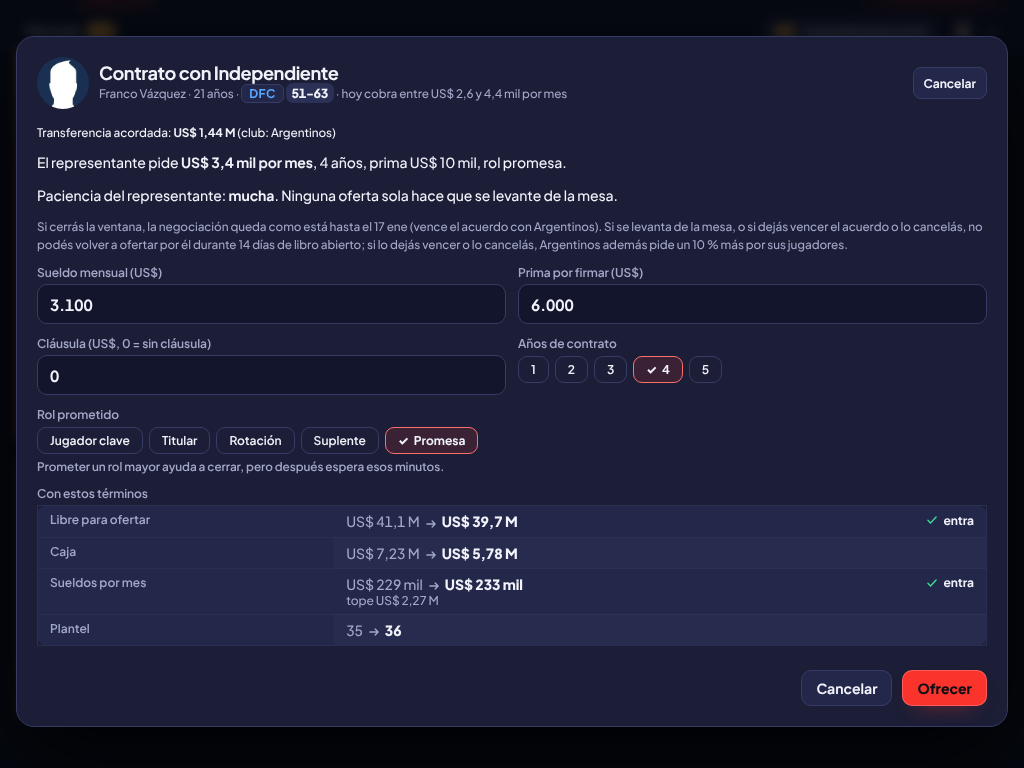 Contrato con Independiente
Franco Vázquez · 21 años · DFC 51-63 · hoy cobra entre US$ 2,6 y 4,4 mil por mes
Cancelar
Transferencia acordada: US$ 1,44 M (club: Argentinos)
El representante pide US$ 3,4 mil por mes, 4 años, prima US$ 10 mil, rol promesa.
Paciencia del representante: mucha. Ninguna oferta sola hace que se levante de la mesa.
Si cerrás la ventana, la negociación queda como está hasta el 17 ene (vence el acuerdo con Argentinos). Si se levanta de la mesa, o si dejás vencer el acuerdo o lo cancelás, no
podés volver a ofertar por él durante 14 días de libro abierto; si lo dejás vencer o lo cancelás, Argentinos además pide un 10 % más por sus jugadores.
Sueldo mensual (US$)
3.100
Prima por firmar (US$)
6.000
Cláusula (US$, 0 = sin cláusula)
0
Años de contrato
1 2 3 ✓ 4 5
Rol prometido
Jugador clave Titular Rotación Suplente ✓ Promesa
Prometer un rol mayor ayuda a cerrar, pero después espera esos minutos.
Con estos términos
Libre para ofertar US$ 41,1 M → US$ 39,7 M ✓ entra
Caja US$ 7,23 M → US$ 5,78 M
Sueldos por mes US$ 229 mil → US$ 233 mil ✓ entra
tope US$ 2,27 M
Plantel 35 → 36
Cancelar Ofrecer